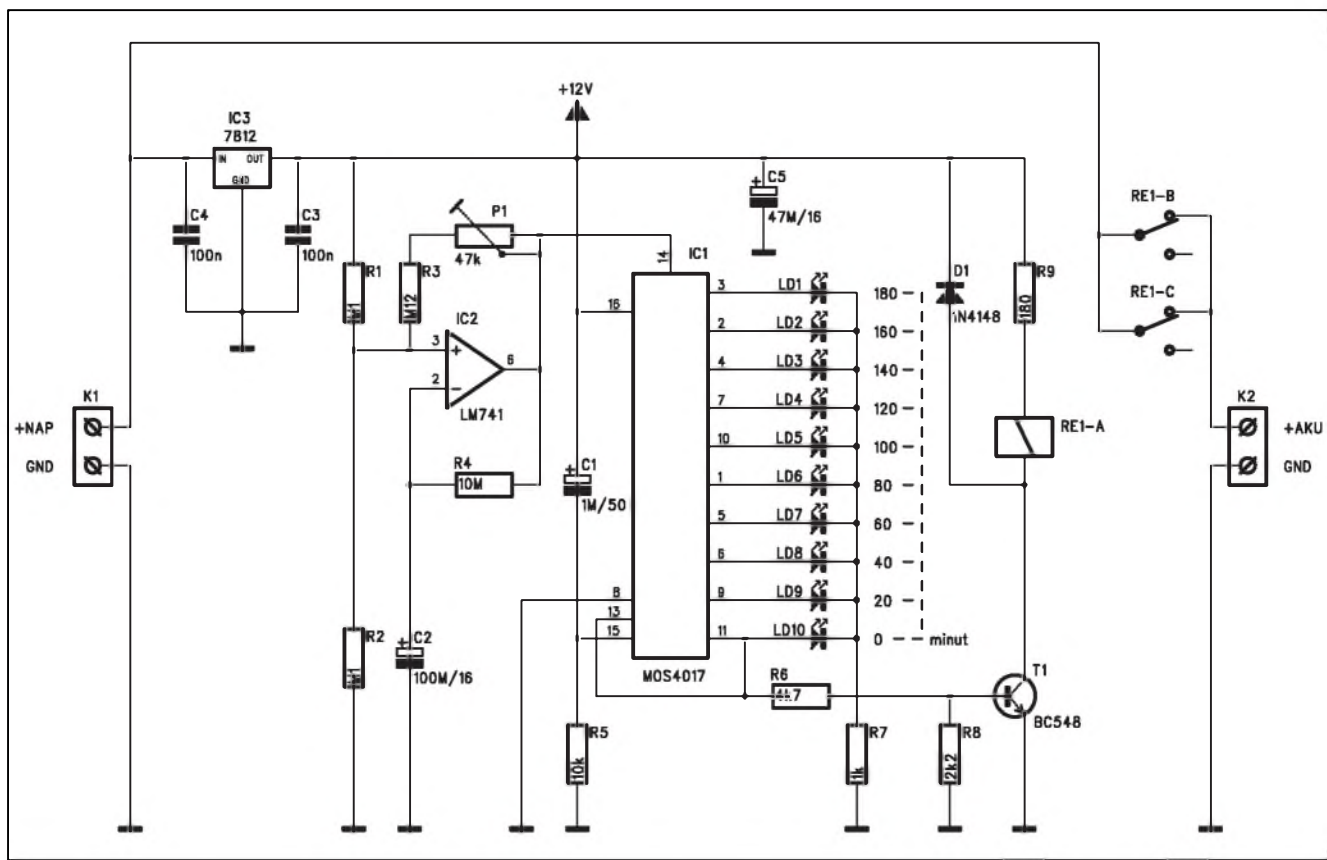 +12V
IC3
7812
IN OUT
GND
C4
100n
C3
100n
R1
M1
R3
M12
P1
47k
IC2
3
2
6
LM741
R4
10M
C1
1M/50
C2
100M/16
R2
M1
R5
10k
C5
47M/16
IC1
14
16
8
13
15
MOS4017
3 LD1 180
2 LD2 160
4 LD3 140
7 LD4 120
10 LD5 100
1 LD6 80
5 LD7 60
6 LD8 40
9 LD9 20
11 LD10 0 minut
R6
4k7
R7
1k
R8
2k2
D1
1N4148
R9
180
RE1-A
T1
BC548
RE1-B
RE1-C
K1
+NAP
GND
K2
+AKU
GND